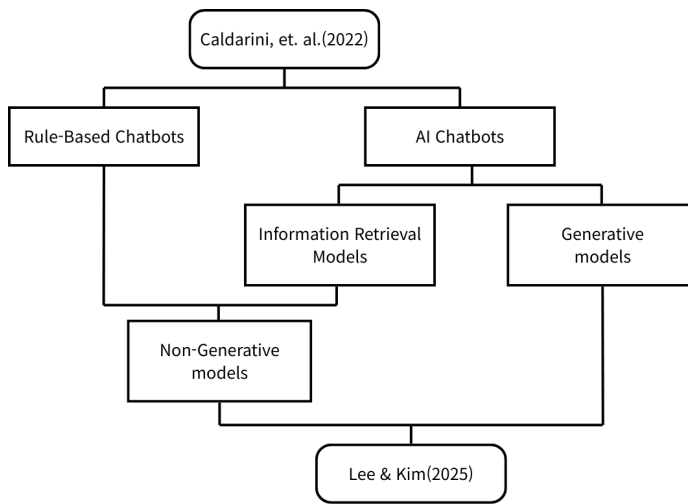 Caldarini, et. al.(2022)
Rule-Based Chatbots
AI Chatbots
Information Retrieval
Models
Generative
models
Non-Generative
models
Lee & Kim(2025)